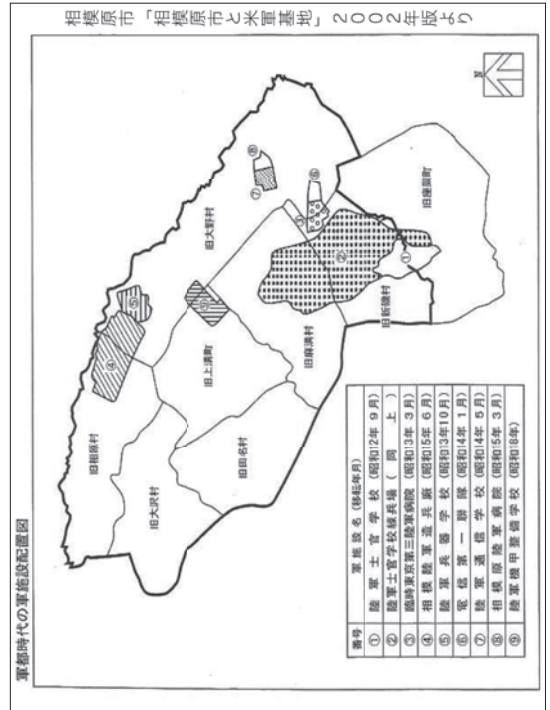 相模原市「相模原市と米軍基地」2002年版より
軍都時代の軍施設配置図
N
旧相原村
旧大沢村
旧田名村
旧上溝町
旧大野村
旧麻溝村
旧新磯村
旧座間町
④
⑤
⑨
⑦
⑧
③
⑥
②
①
番号 軍施設名(移転年月)
① 陸軍士官学校(昭和12年9月)
② 陸軍士官学校練兵場(同上)
③ 臨時東京第三陸軍病院(昭和13年3月)
④ 相模陸軍造兵廠(昭和15年6月)
⑤ 陸軍兵器学校(昭和13年10月)
⑥ 電信第一聯隊(昭和14年1月)
⑦ 陸軍通信学校(昭和14年5月)
⑧ 相模原陸軍病院(昭和15年3月)
⑨ 陸軍機甲整備学校(昭和18年)